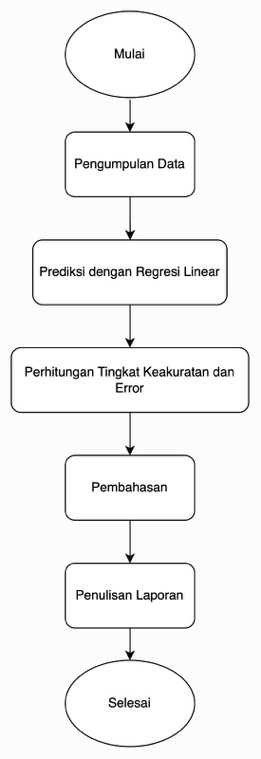 Mulai
Pengumpulan Data
Prediksi dengan Regresi Linear
Perhitungan Tingkat Keakuratan dan
Error
Pembahasan
Penulisan Laporan
Selesai